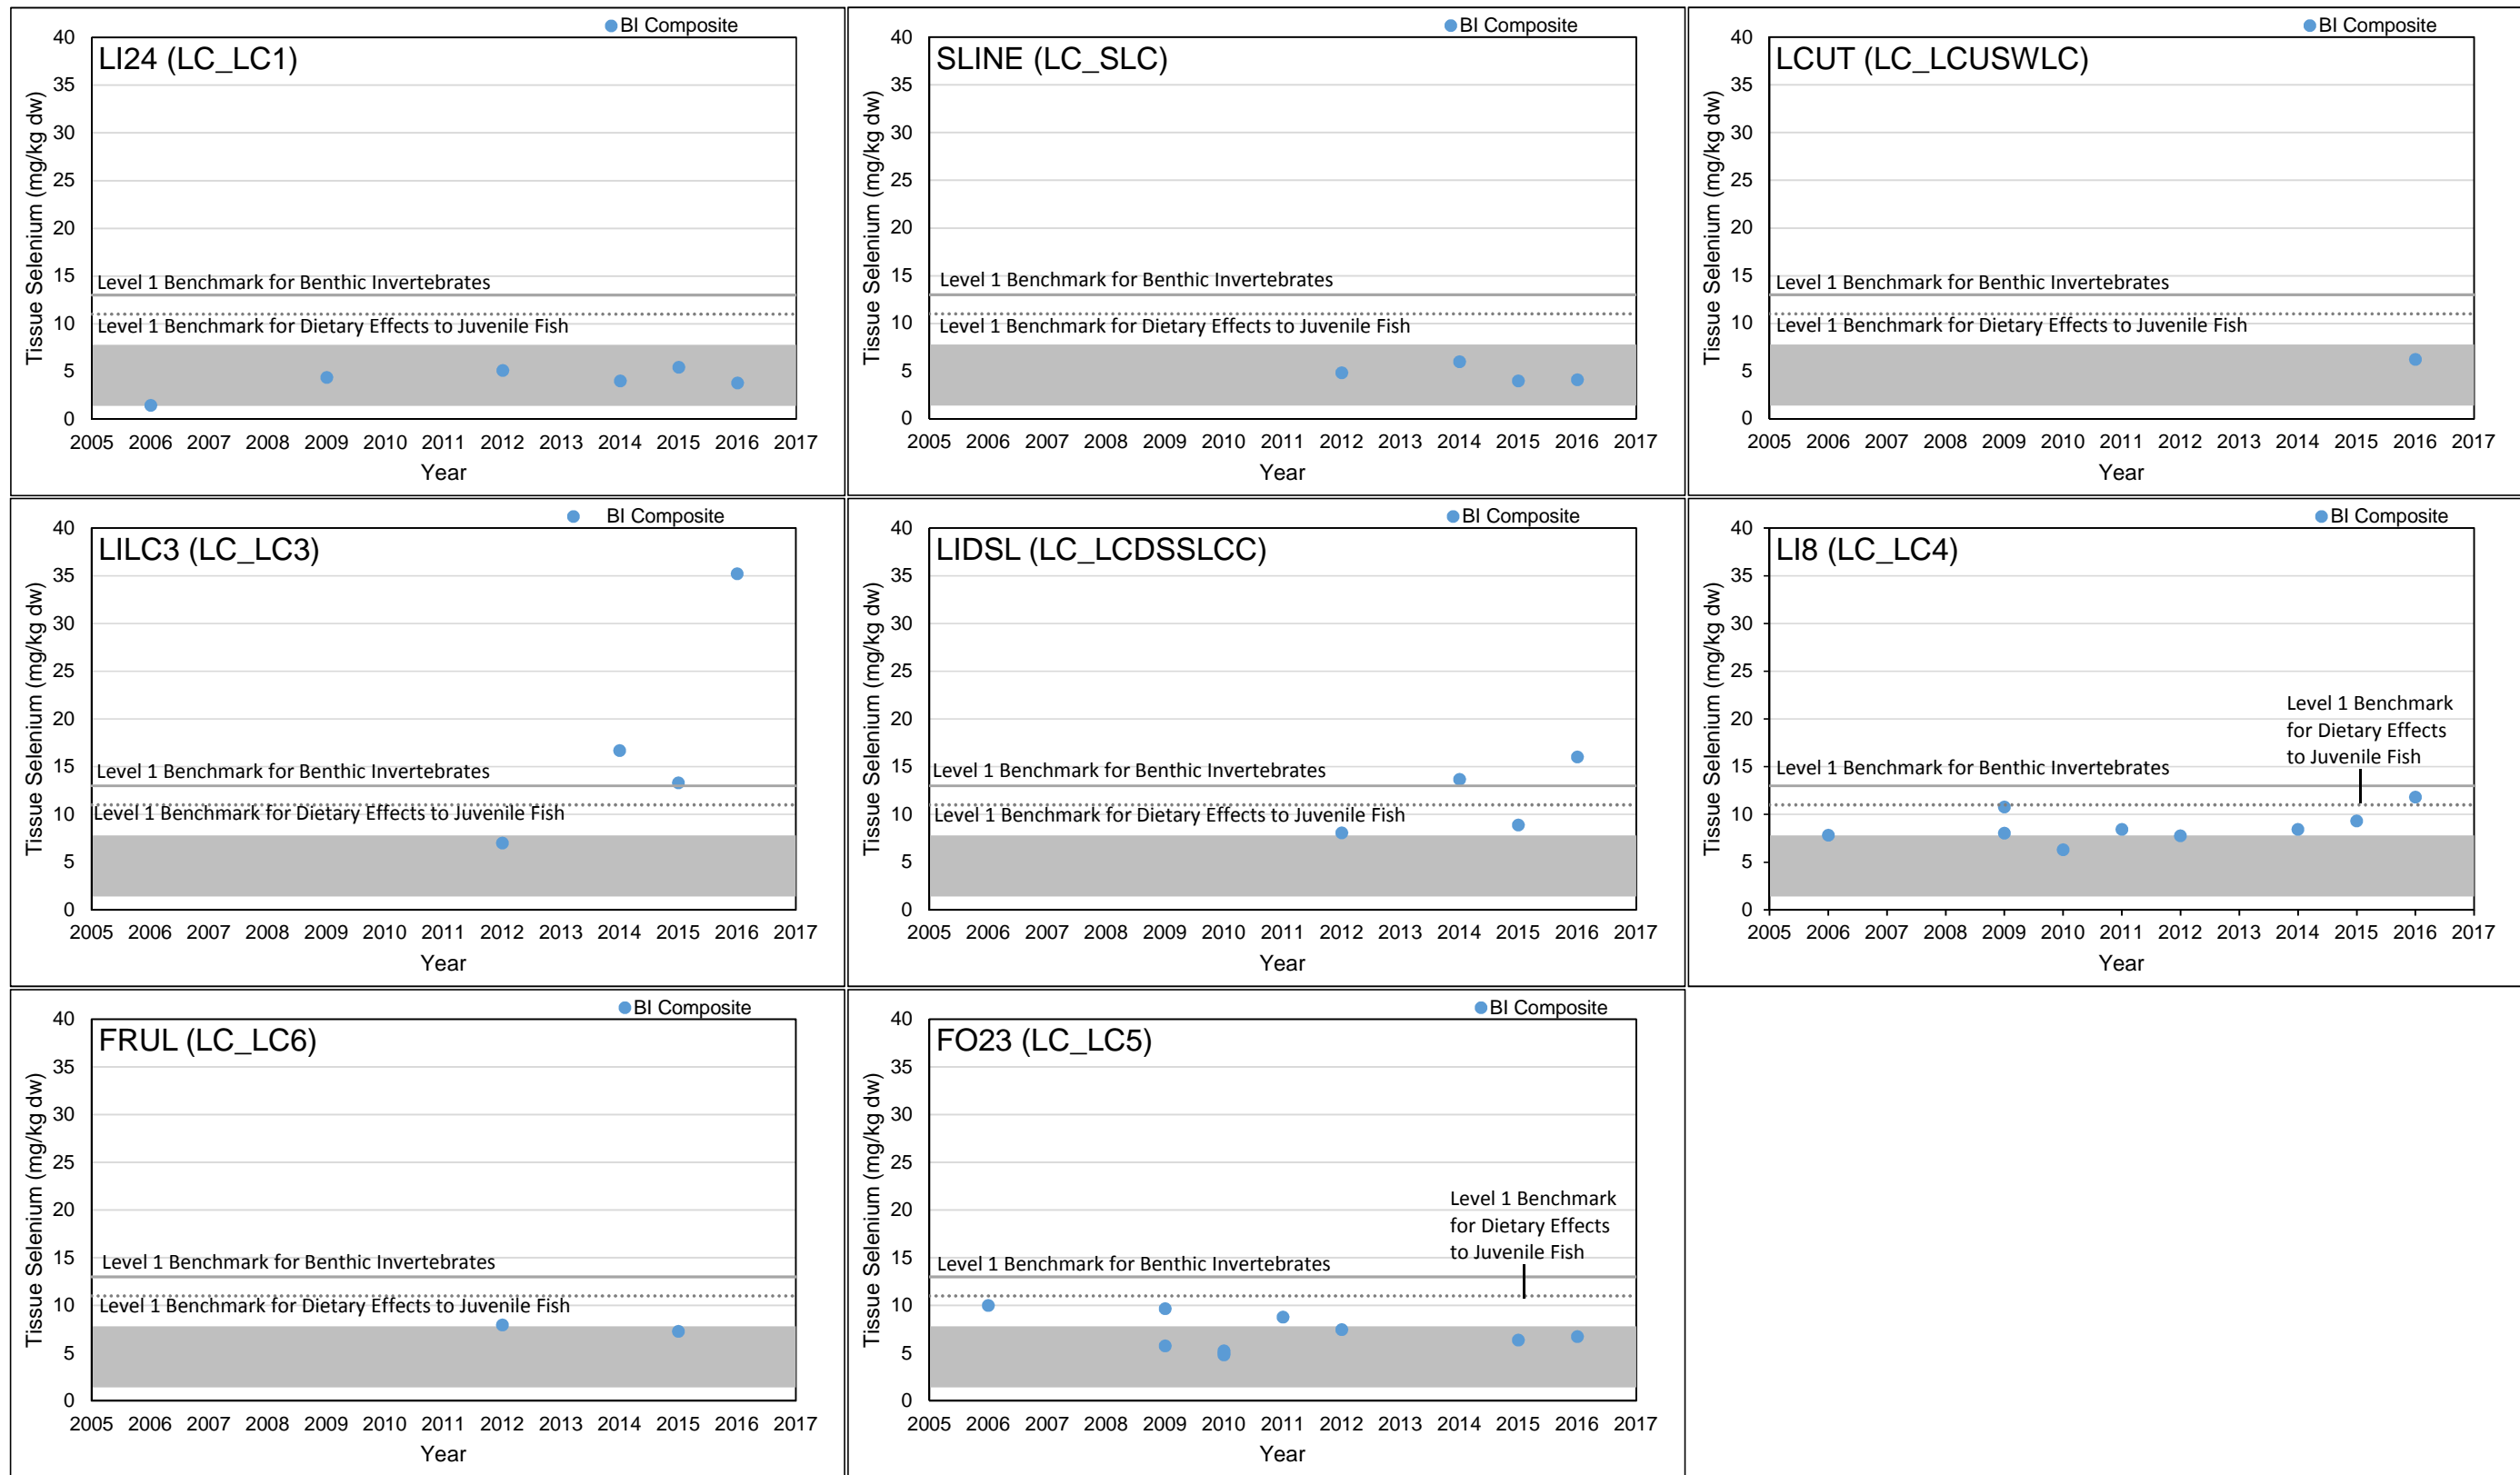 BI Composite
LI24 (LC_LC1)
Tissue Selenium (mg/kg dw)
40
35
30
25
20
15
10
5
0
Level 1 Benchmark for Benthic Invertebrates
Level 1 Benchmark for Dietary Effects to Juvenile Fish
2005 2006 2007 2008 2009 2010 2011 2012 2013 2014 2015 2016 2017
Year
BI Composite
SLINE (LC_SLC)
Tissue Selenium (mg/kg dw)
40
35
30
25
20
15
10
5
0
Level 1 Benchmark for Benthic Invertebrates
Level 1 Benchmark for Dietary Effects to Juvenile Fish
2005 2006 2007 2008 2009 2010 2011 2012 2013 2014 2015 2016 2017
Year
BI Composite
LCUT (LC_LCUSWLC)
Tissue Selenium (mg/kg dw)
40
35
30
25
20
15
10
5
0
Level 1 Benchmark for Benthic Invertebrates
Level 1 Benchmark for Dietary Effects to Juvenile Fish
2005 2006 2007 2008 2009 2010 2011 2012 2013 2014 2015 2016 2017
Year
BI Composite
LILC3 (LC_LC3)
Tissue Selenium (mg/kg dw)
40
35
30
25
20
15
10
5
0
Level 1 Benchmark for Benthic Invertebrates
Level 1 Benchmark for Dietary Effects to Juvenile Fish
2005 2006 2007 2008 2009 2010 2011 2012 2013 2014 2015 2016 2017
Year
BI Composite
LIDSL (LC_LCDSSLCC)
Tissue Selenium (mg/kg dw)
40
35
30
25
20
15
10
5
0
Level 1 Benchmark for Benthic Invertebrates
Level 1 Benchmark for Dietary Effects to Juvenile Fish
2005 2006 2007 2008 2009 2010 2011 2012 2013 2014 2015 2016 2017
Year
BI Composite
LI8 (LC_LC4)
Tissue Selenium (mg/kg dw)
40
35
30
25
20
15
10
5
0
Level 1 Benchmark
for Dietary Effects
to Juvenile Fish
Level 1 Benchmark for Benthic Invertebrates
2005 2006 2007 2008 2009 2010 2011 2012 2013 2014 2015 2016 2017
Year
BI Composite
FRUL (LC_LC6)
Tissue Selenium (mg/kg dw)
40
35
30
25
20
15
10
5
0
Level 1 Benchmark for Benthic Invertebrates
Level 1 Benchmark for Dietary Effects to Juvenile Fish
2005 2006 2007 2008 2009 2010 2011 2012 2013 2014 2015 2016 2017
Year
BI Composite
FO23 (LC_LC5)
Tissue Selenium (mg/kg dw)
40
35
30
25
20
15
10
5
0
Level 1 Benchmark
for Dietary Effects
to Juvenile Fish
Level 1 Benchmark for Benthic Invertebrates
2005 2006 2007 2008 2009 2010 2011 2012 2013 2014 2015 2016 2017
Year